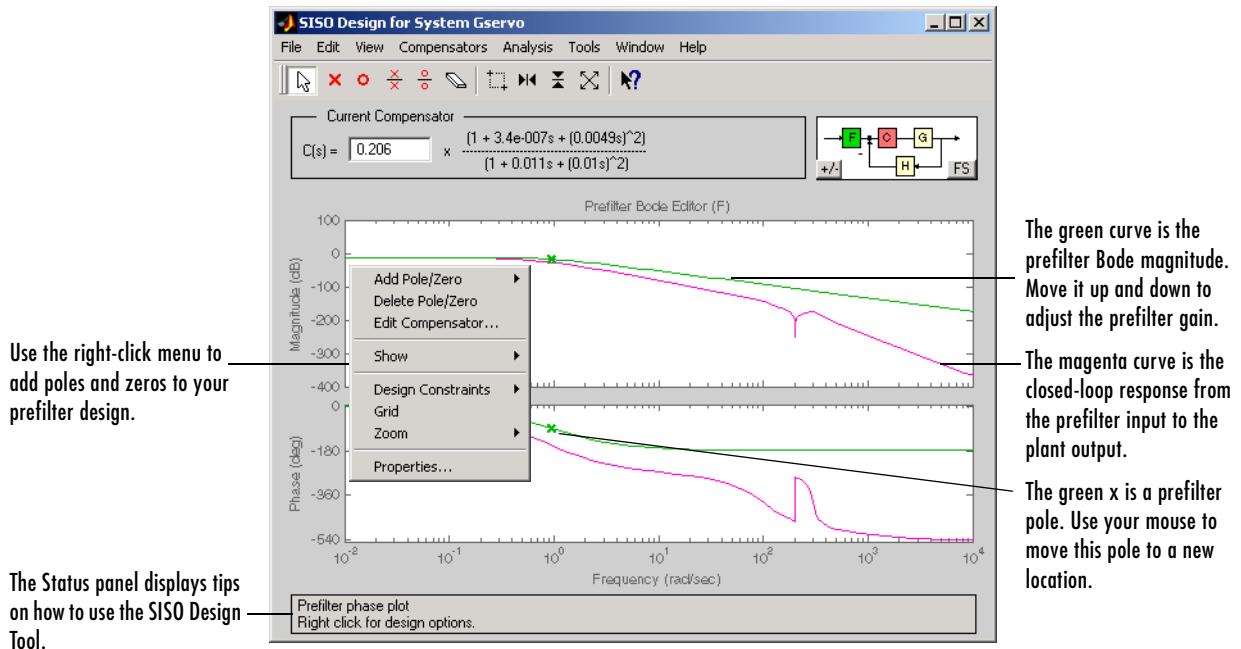 SISO Design for System Gservo
File Edit View Compensators Analysis Tools Window Help
Current Compensator
C(s) = 0.206 x (1 + 3.4e-007s + (0.0049s)^2)
(1 + 0.011s + (0.01s)^2)
F C G
-
H
+/- FS
Prefilter Bode Editor (F)
Magnitude (dB)
100
0
-100
-200
-300
-400
Add Pole/Zero
Delete Pole/Zero
Edit Compensator...
Show
Design Constraints
Grid
Zoom
Properties...
Phase (deg)
0
-180
-360
-540
10^-2 10^-1 10^0 10^1 10^2 10^3 10^4
Frequency (rad/sec)
Prefilter phase plot
Right click for design options.
Use the right-click menu to
add poles and zeros to your
prefilter design.
The Status panel displays tips
on how to use the SISO Design
Tool.
The green curve is the
prefilter Bode magnitude.
Move it up and down to
adjust the prefilter gain.
The magenta curve is the
closed-loop response from
the prefilter input to the
plant output.
The green x is a prefilter
pole. Use your mouse to
move this pole to a new
location.